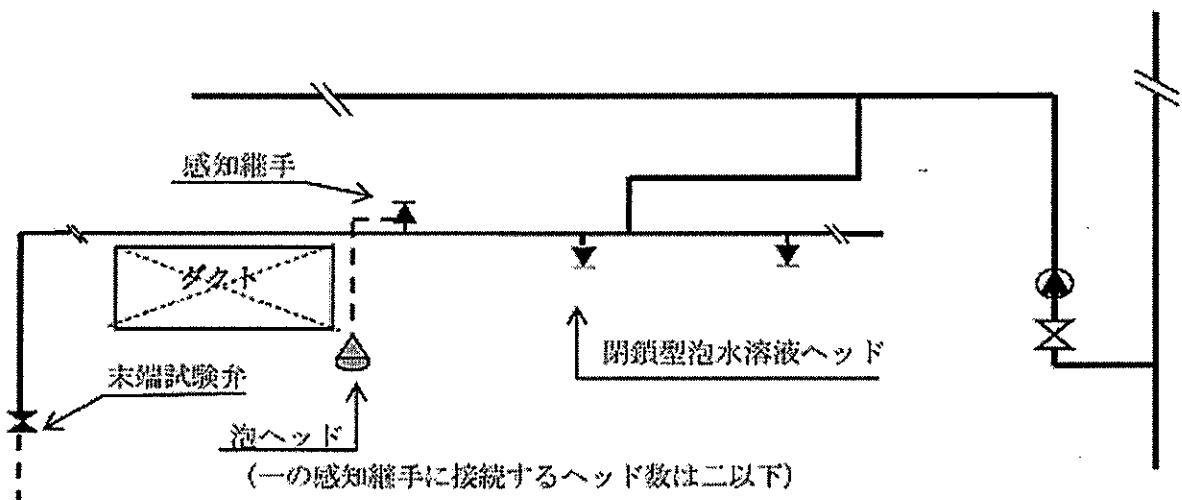 感知継手
ダクト
閉鎖型泡水溶液ヘッド
末端試験弁
泡ヘッド
(一の感知継手に接続するヘッド数は二以下)